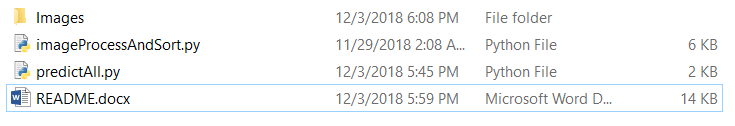 Images 12/3/2018 6:08 PM File folder
imageProcessAndSort.py 11/29/2018 2:08 A... Python File 6 KB
predictAll.py 12/3/2018 5:45 PM Python File 2 KB
README.docx 12/3/2018 5:59 PM Microsoft Word D... 14 KB